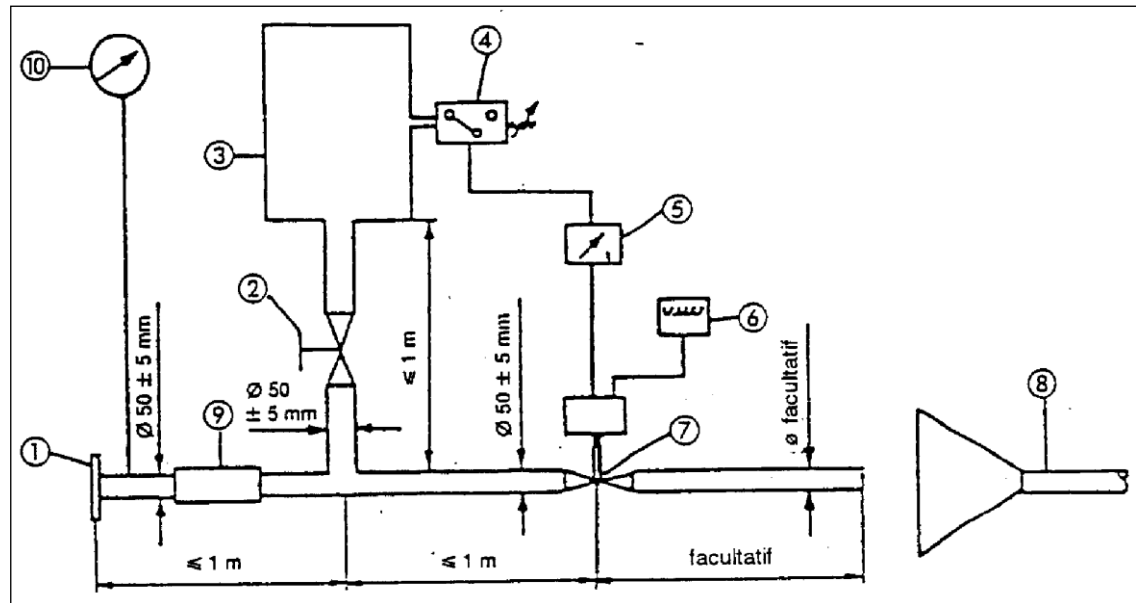 10
4
3
5
2
6
Ø 50 ± 5 mm
Ø 50
± 5 mm
≤ 1 m
Ø 50 ± 5 mm
ø facultatif
8
9
7
1
≤ 1 m
≤ 1 m
facultatif